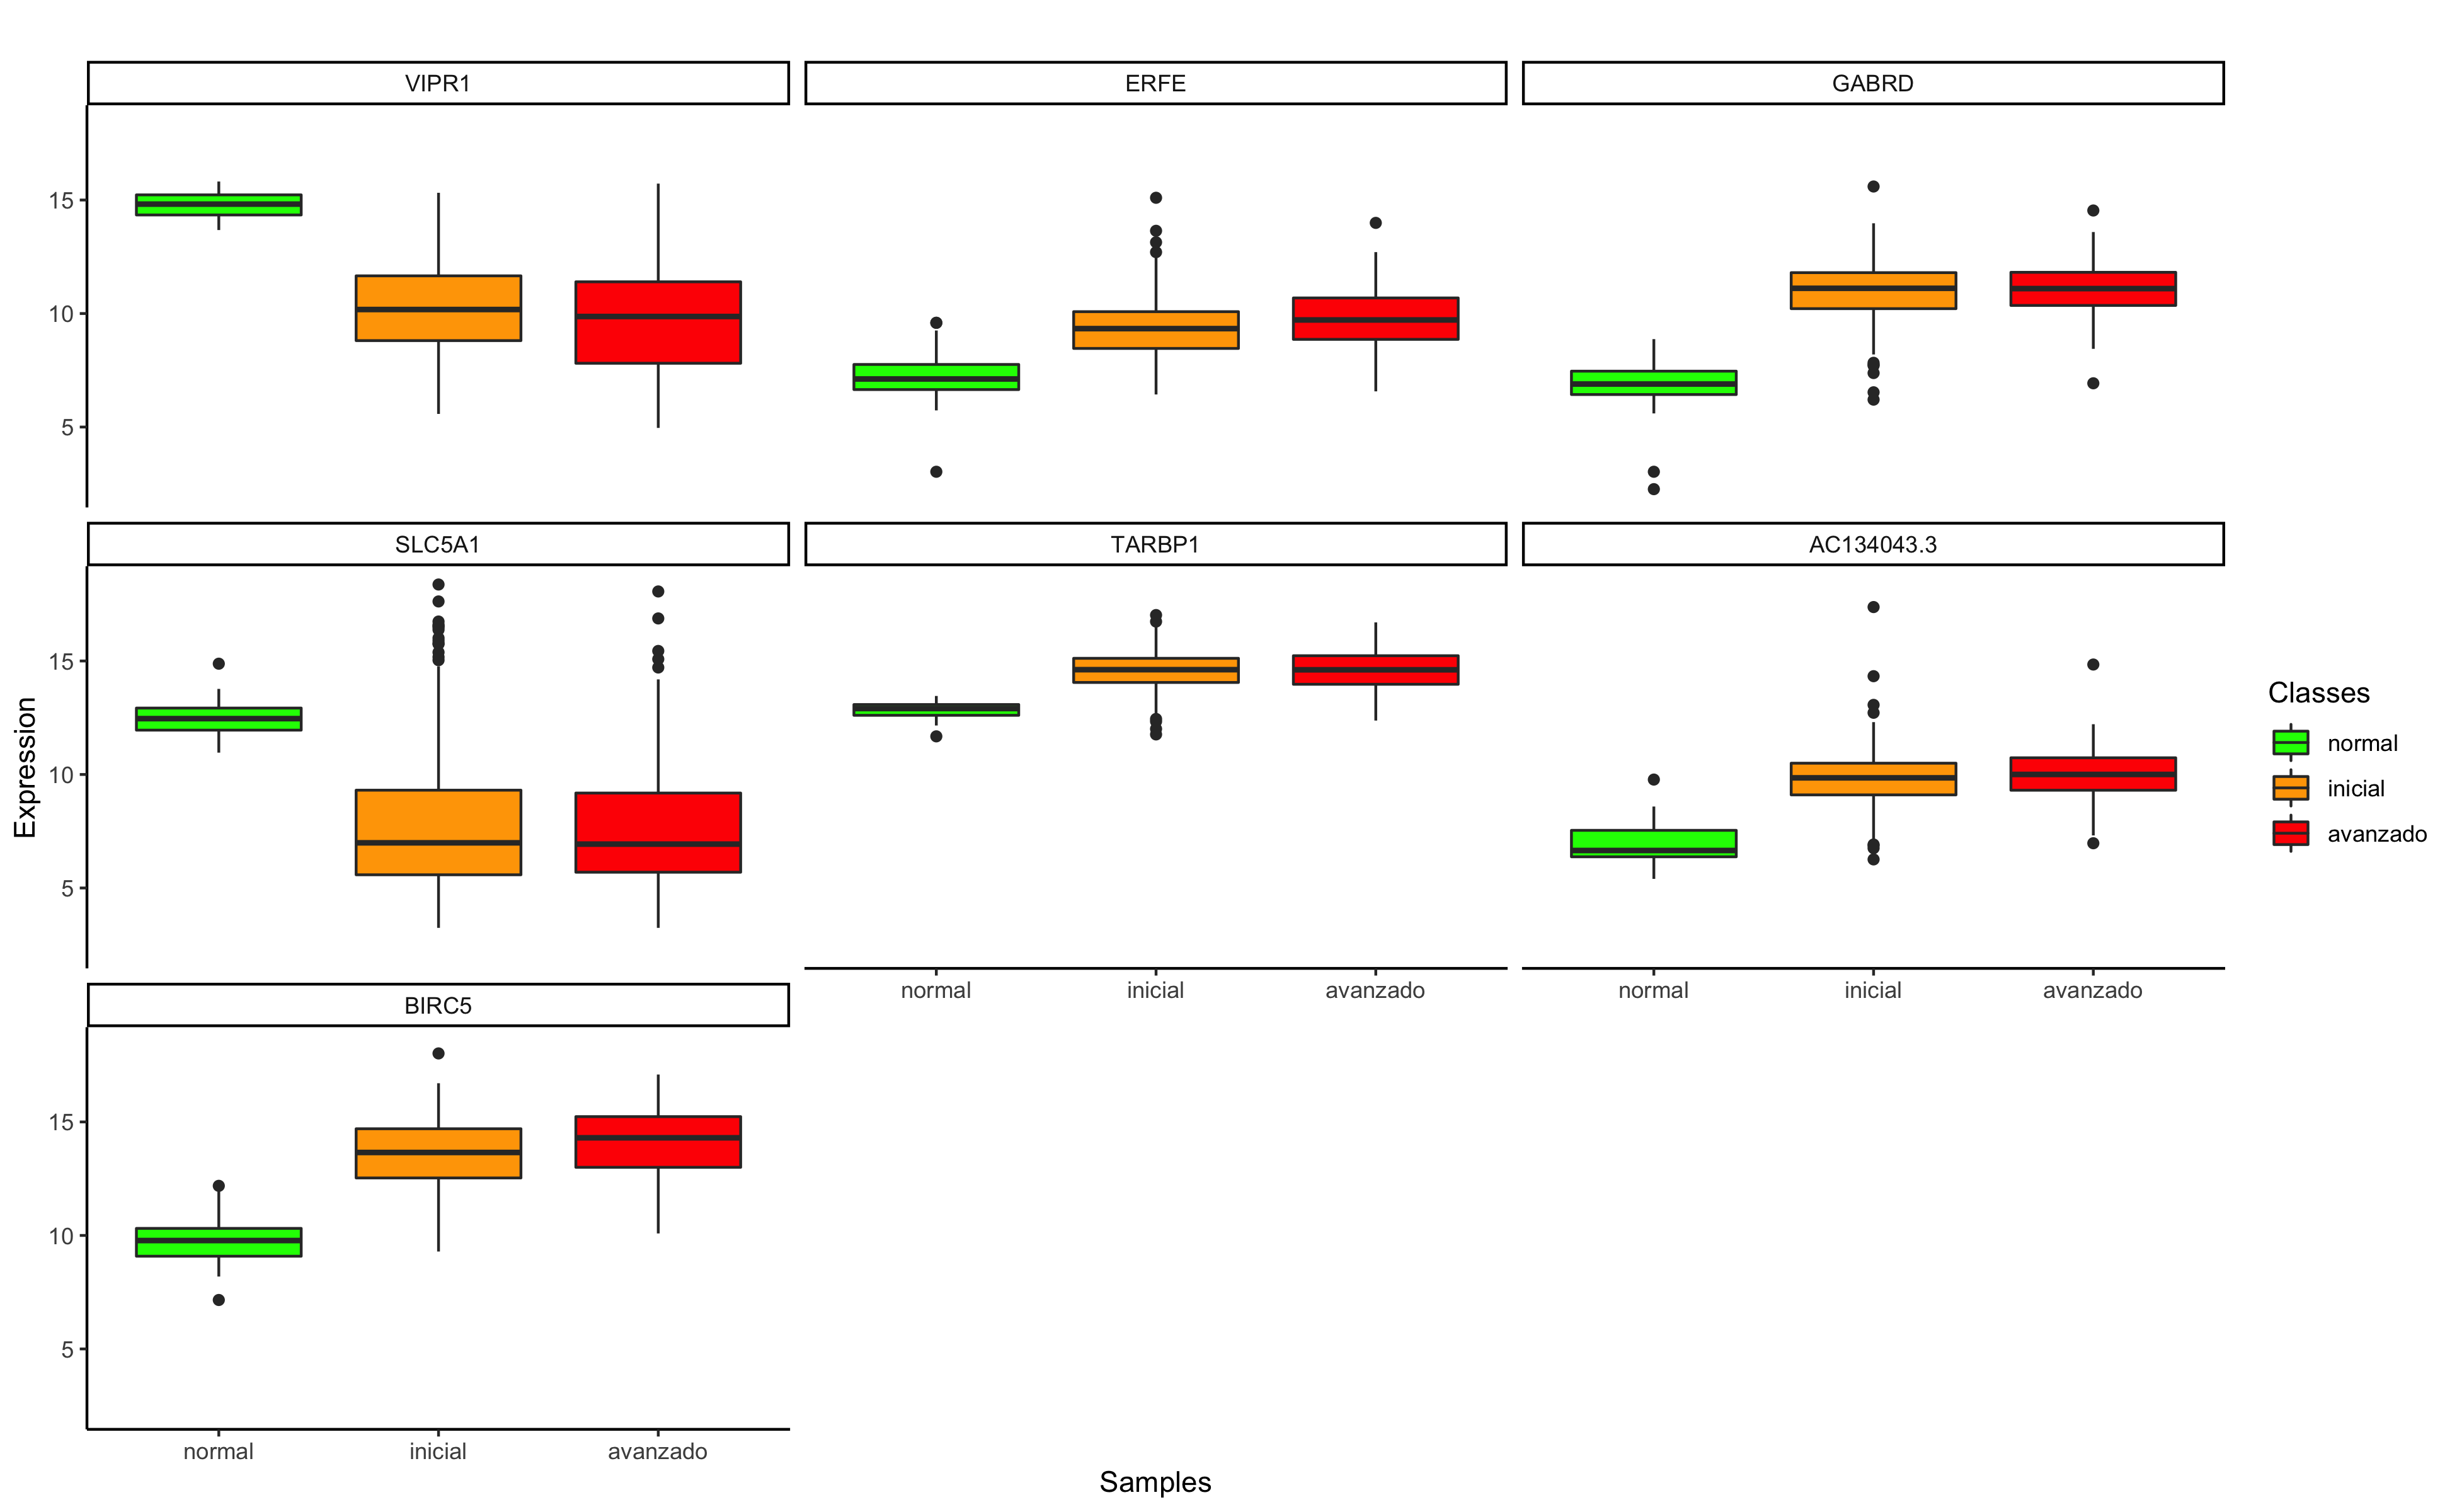 VIPR1 ERFE GABRD
15
10
5
SLC5A1 TARBP1 AC134043.3
15
10
5
normal inicial avanzado normal inicial avanzado
BIRC5
15
10
5
normal inicial avanzado
Samples
Expression
Classes
normal
inicial
avanzado